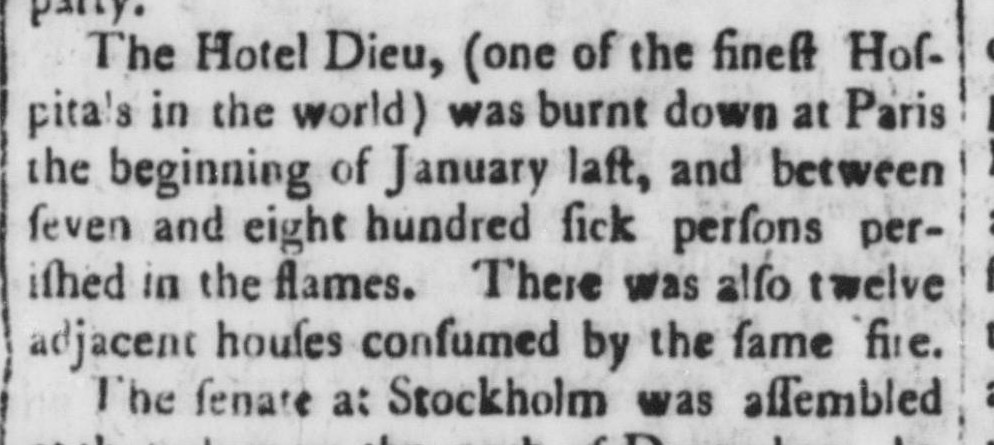 party.
The Hotel Dieu, (one of the fineſt Hoſ-
pitals in the world) was burnt down at Paris
the beginning of January laſt, and between
ſeven and eight hundred ſick perſons per-
iſhed in the flames. There was alſo twelve
adjacent houſes conſumed by the ſame fire.
The ſenate at Stockholm was aſſembled